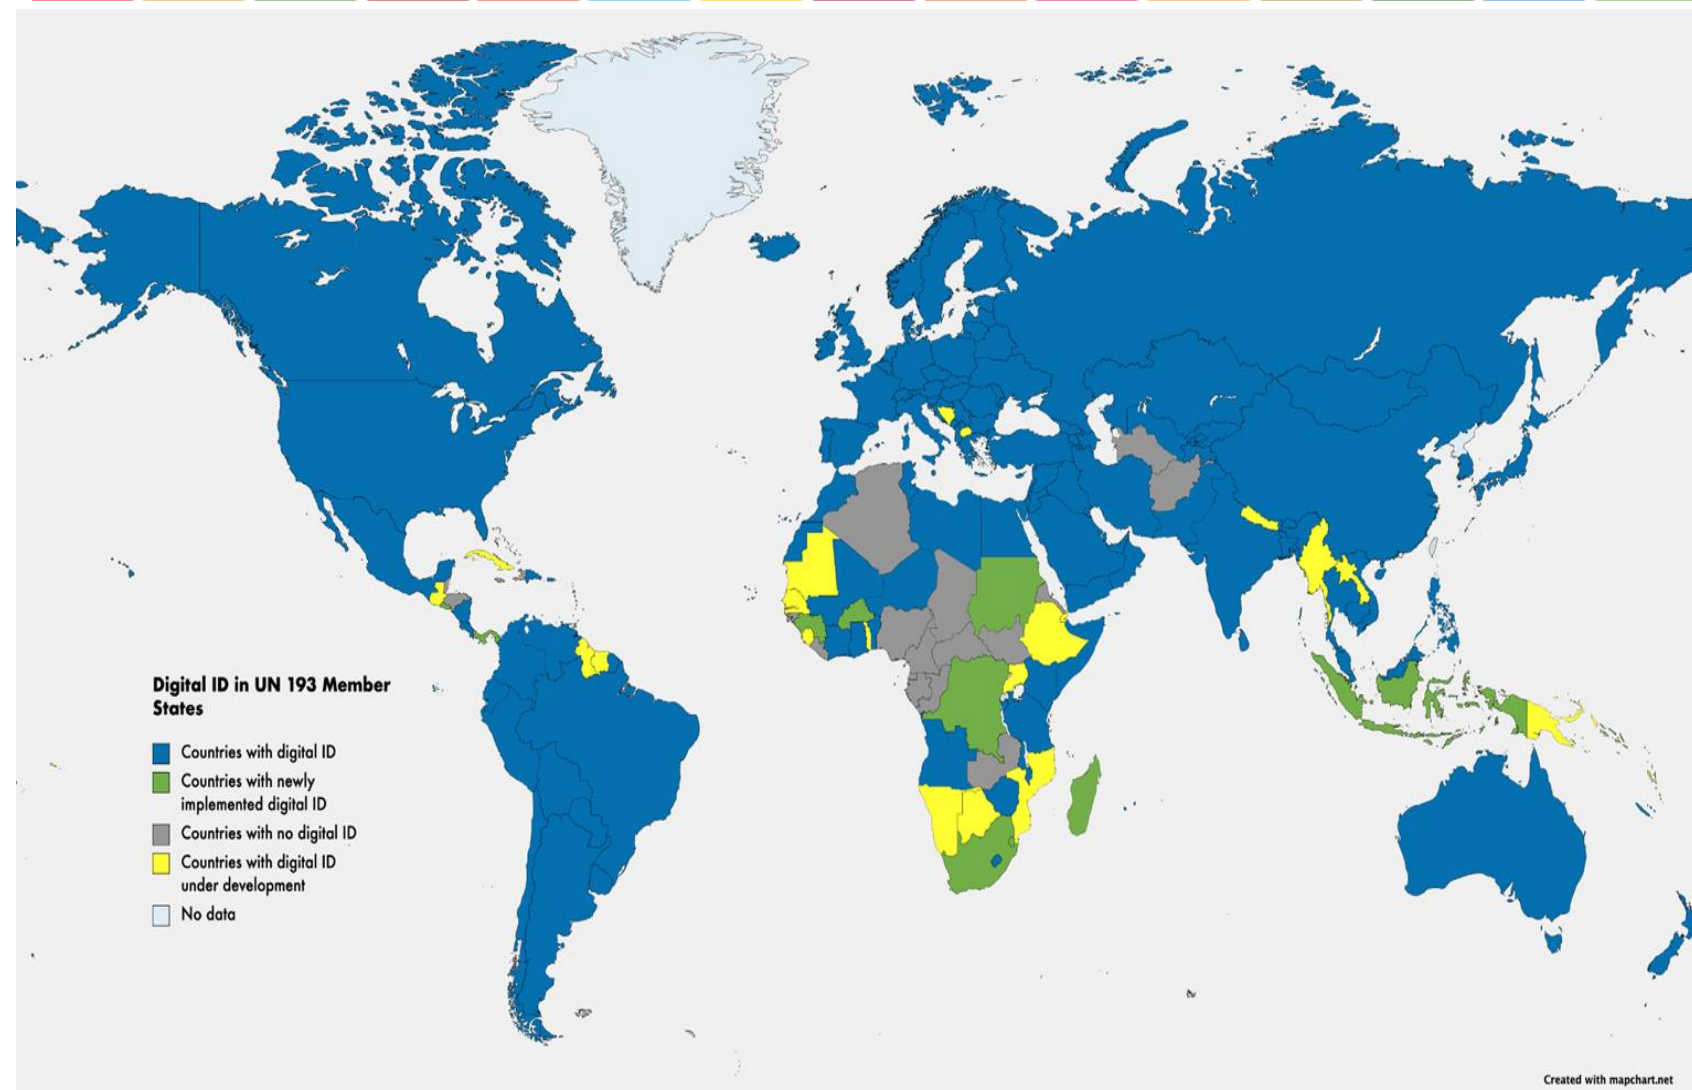 Digital ID in UN 193 Member
States
Countries with digital ID
Countries with newly
implemented digital ID
Countries with no digital ID
Countries with digital ID
under development
No data
Created with mapchart.net